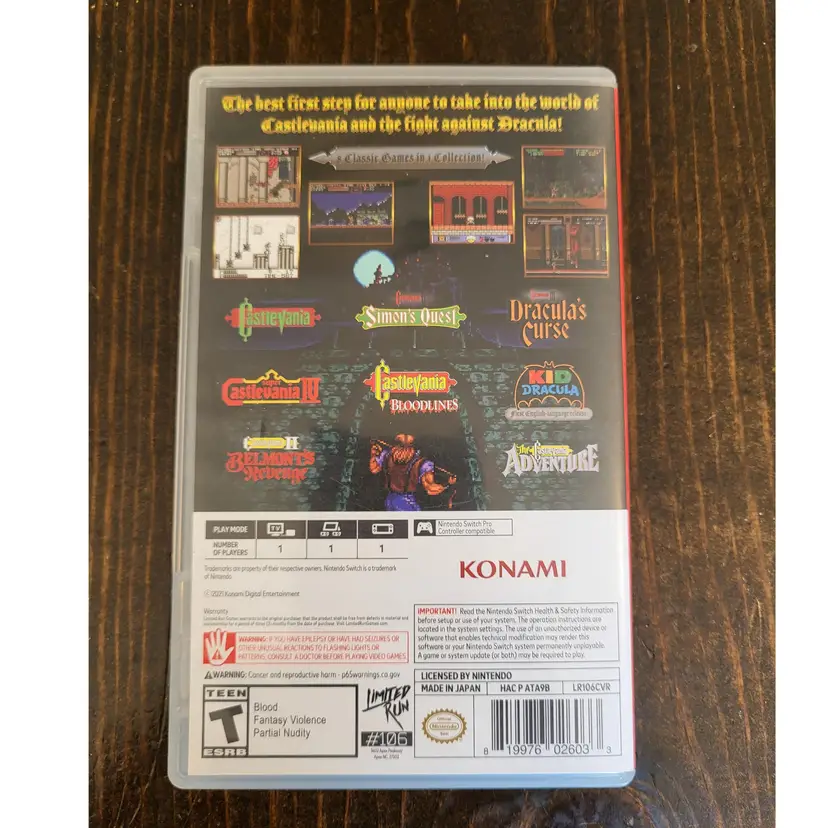 The best first step for anyone to take into the world of
Castlevania and the fight against Dracula!
8 Classic Games in 1 Collection!
Castlevania
Simon's Quest
Dracula's
Curse
Super
Castlevania IV
Castlevania
BLOODLINES
KID
DRACULA
First English language release
II
BELMONT'S
Revenge
The Castlevania
ADVENTURE
PLAY MODE
TV
NUMBER
OF PLAYERS
1
1
1
Nintendo Switch Pro
Controller compatible
Trademarks are property of their respective owners. Nintendo Switch is a trademark
of Nintendo.
© 2021 Konami Digital Entertainment
KONAMI
Warranty
IMPORTANT! Read the Nintendo Switch Health & Safety Information
before setup or use of your system. The operation instructions are
located in the system settings. The use of an unauthorized device or
software that enables technical modification may render this
software or your Nintendo Switch system permanently unplayable.
A game or system update (or both) may be required to play.
WARNING: IF YOU HAVE EPILEPSY OR HAVE HAD SEIZURES OR
OTHER UNUSUAL REACTIONS TO FLASHING LIGHTS OR
PATTERNS, CONSULT A DOCTOR BEFORE PLAYING VIDEO GAMES
WARNING: Cancer and reproductive harm - p65warnings.ca.gov
TEEN
T
ESRB
Blood
Fantasy Violence
Partial Nudity
LIMITED
RUN
#106
LICENSED BY NINTENDO
MADE IN JAPAN
HAC P ATA9B
LR106CVR
Official
Nintendo
Seal
8 19976 02603 3